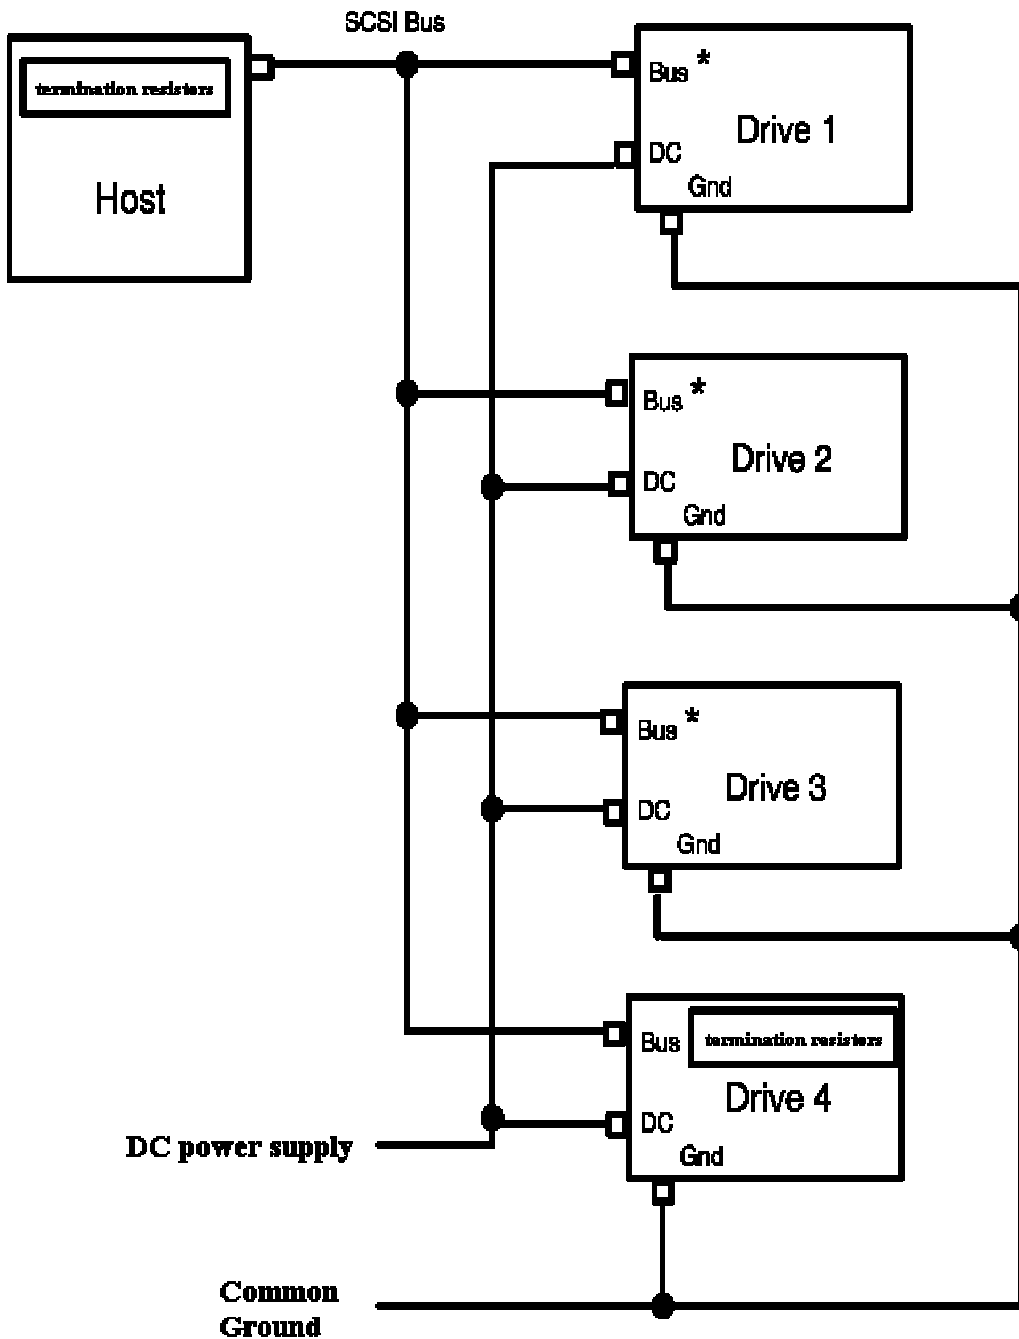 SCSI Bus
termination resistors
Host
Bus *
Drive 1
DC
Gnd
Bus *
Drive 2
DC
Gnd
Bus *
Drive 3
DC
Gnd
Bus
termination resistors
Drive 4
DC
Gnd
DC power supply
Common
Ground